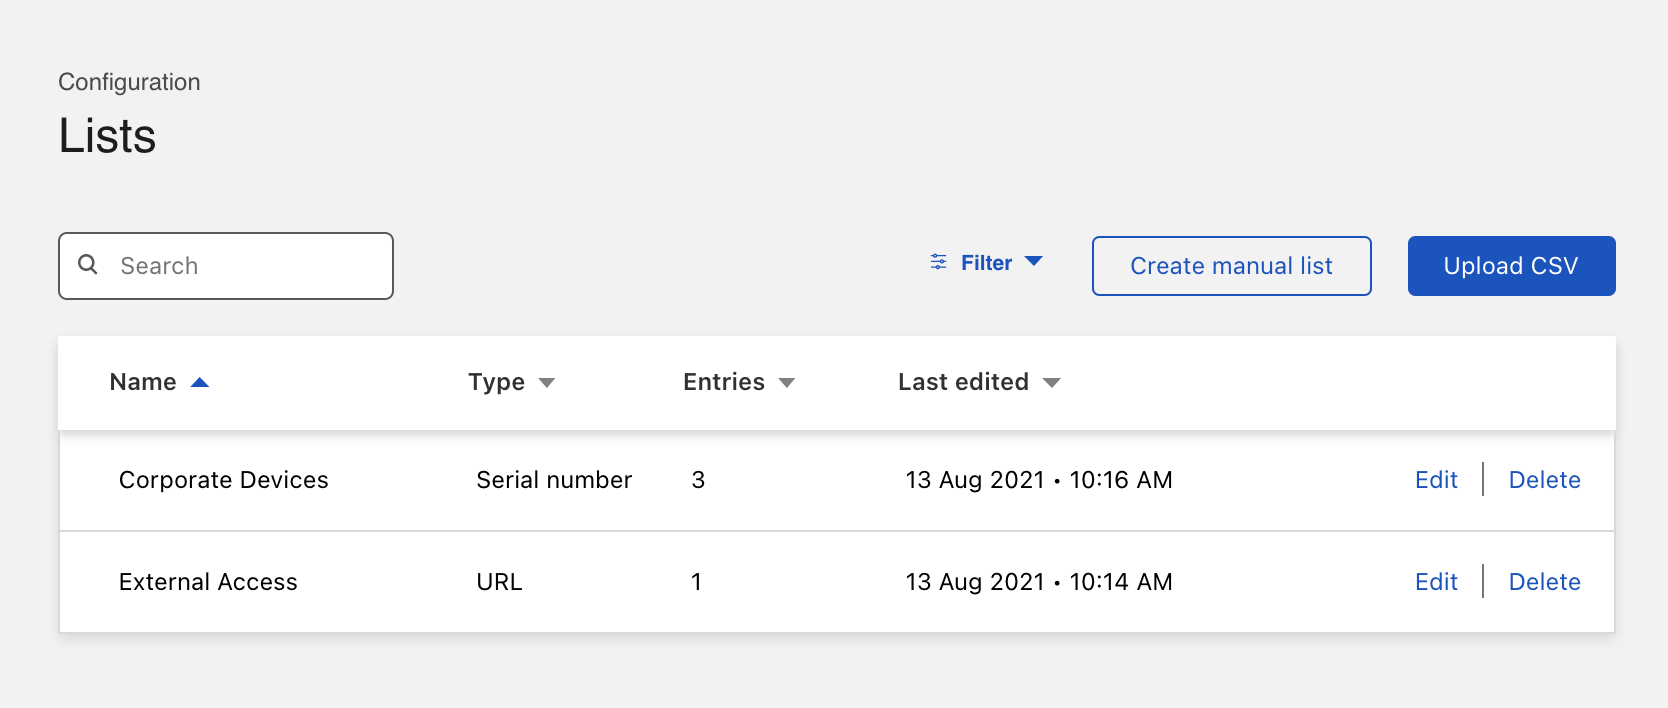 Configuration
Lists
Search
Filter
Create manual list
Upload CSV
Name Type Entries Last edited
Corporate Devices Serial number 3 13 Aug 2021 • 10:16 AM Edit Delete
External Access URL 1 13 Aug 2021 • 10:14 AM Edit Delete